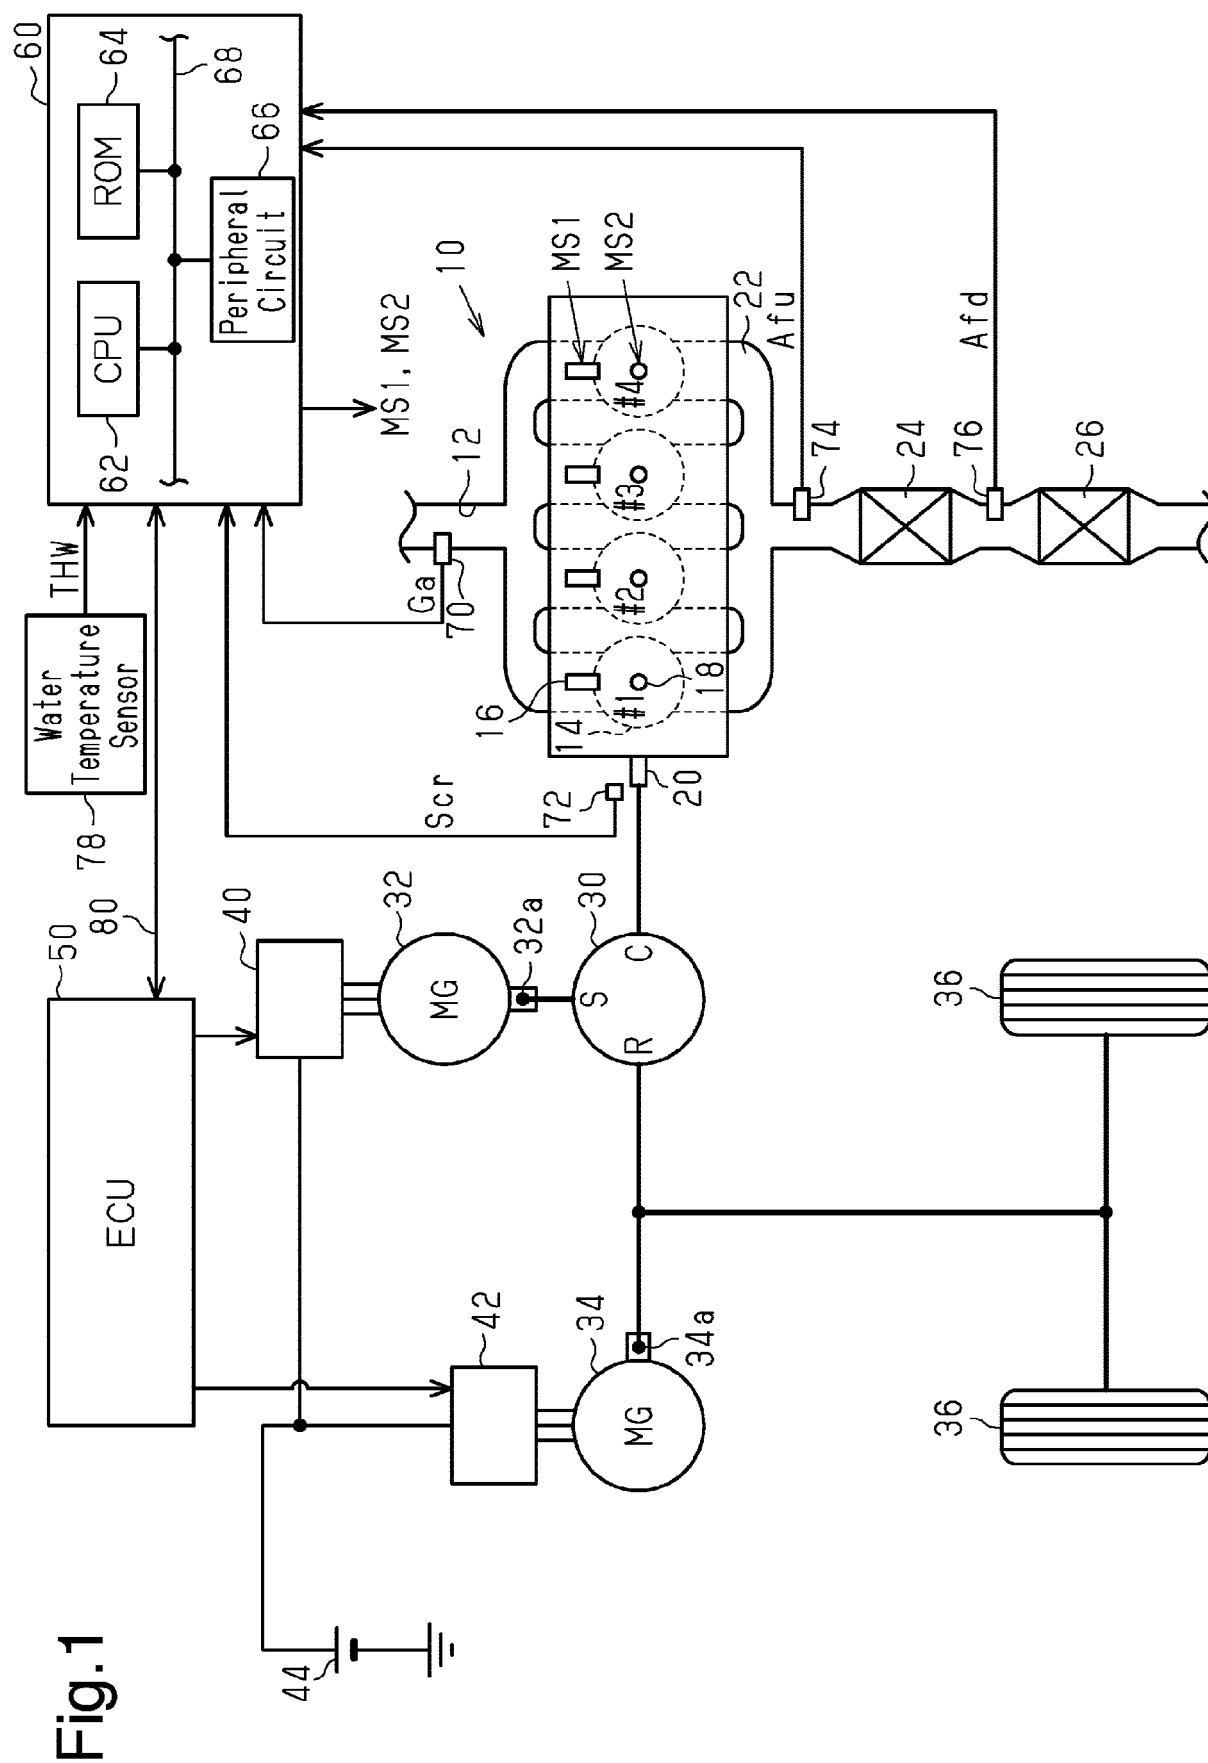 Fig.1
50
ECU
80
78
Water
Temperature
Sensor
THW
60
62
CPU
ROM
64
68
Peripheral
Circuit
66
MS1, MS2
44
42
40
34
MG
34a
32
MG
32a
30
R
S
C
Scr
72
20
Ga
70
12
10
16
14
18
#1
#2
#3
#4
MS1
MS2
22
Afu
Afd
74
24
76
26
36
36